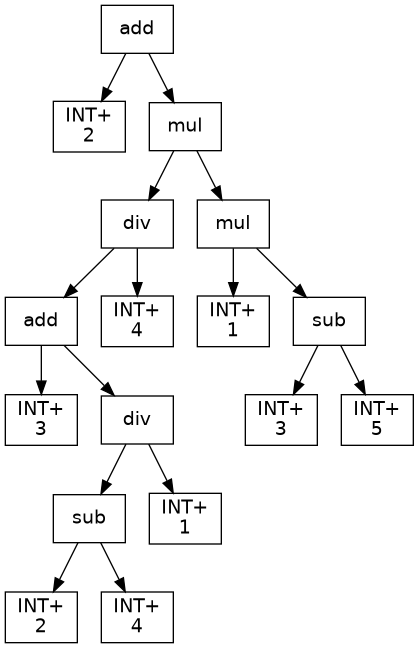 add
INT+
2
mul
div
mul
add
INT+
4
INT+
1
sub
INT+
3
div
INT+
3
INT+
5
sub
INT+
1
INT+
2
INT+
4